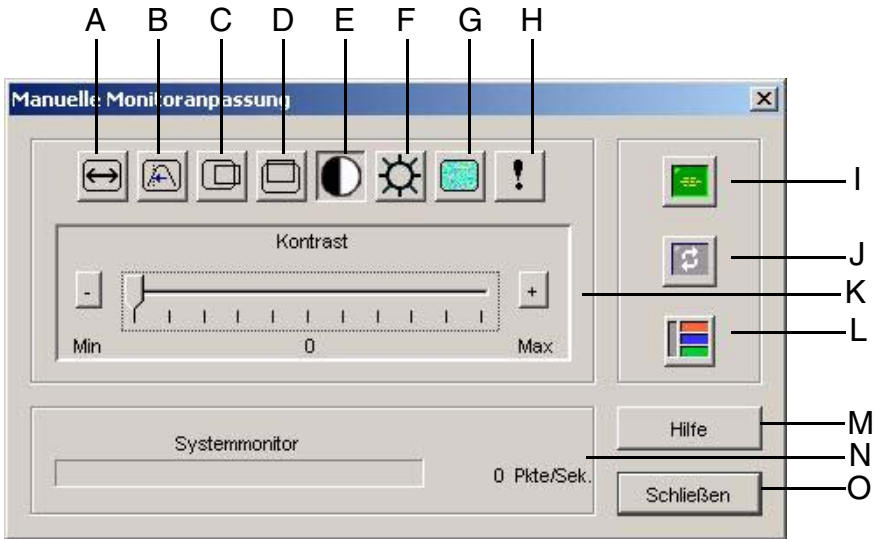 A B C D E F G H
Manuelle Monitoranpassung
I
Kontrast
J
- +
K
Min 0 Max
L
Hilfe
M
Systemmonitor
N
0 Pkte/Sek.
Schließen
O